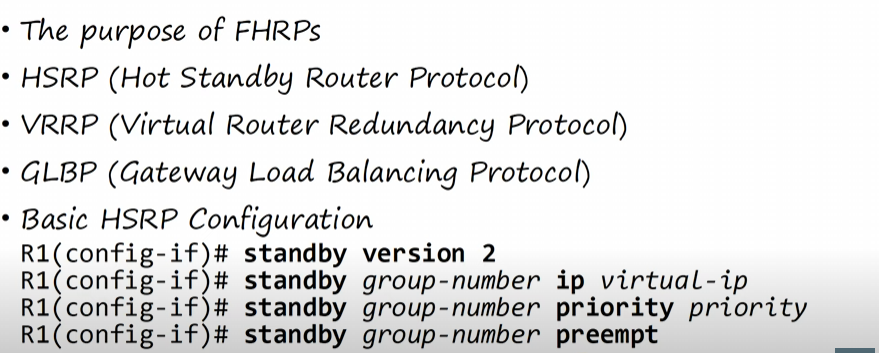 • The purpose of FHRPs
• HSRP (Hot Standby Router Protocol)
• VRRP (Virtual Router Redundancy Protocol)
• GLBP (Gateway Load Balancing Protocol)
• Basic HSRP Configuration
R1(config-if)# standby version 2
R1(config-if)# standby group-number ip virtual-ip
R1(config-if)# standby group-number priority priority
R1(config-if)# standby group-number preempt